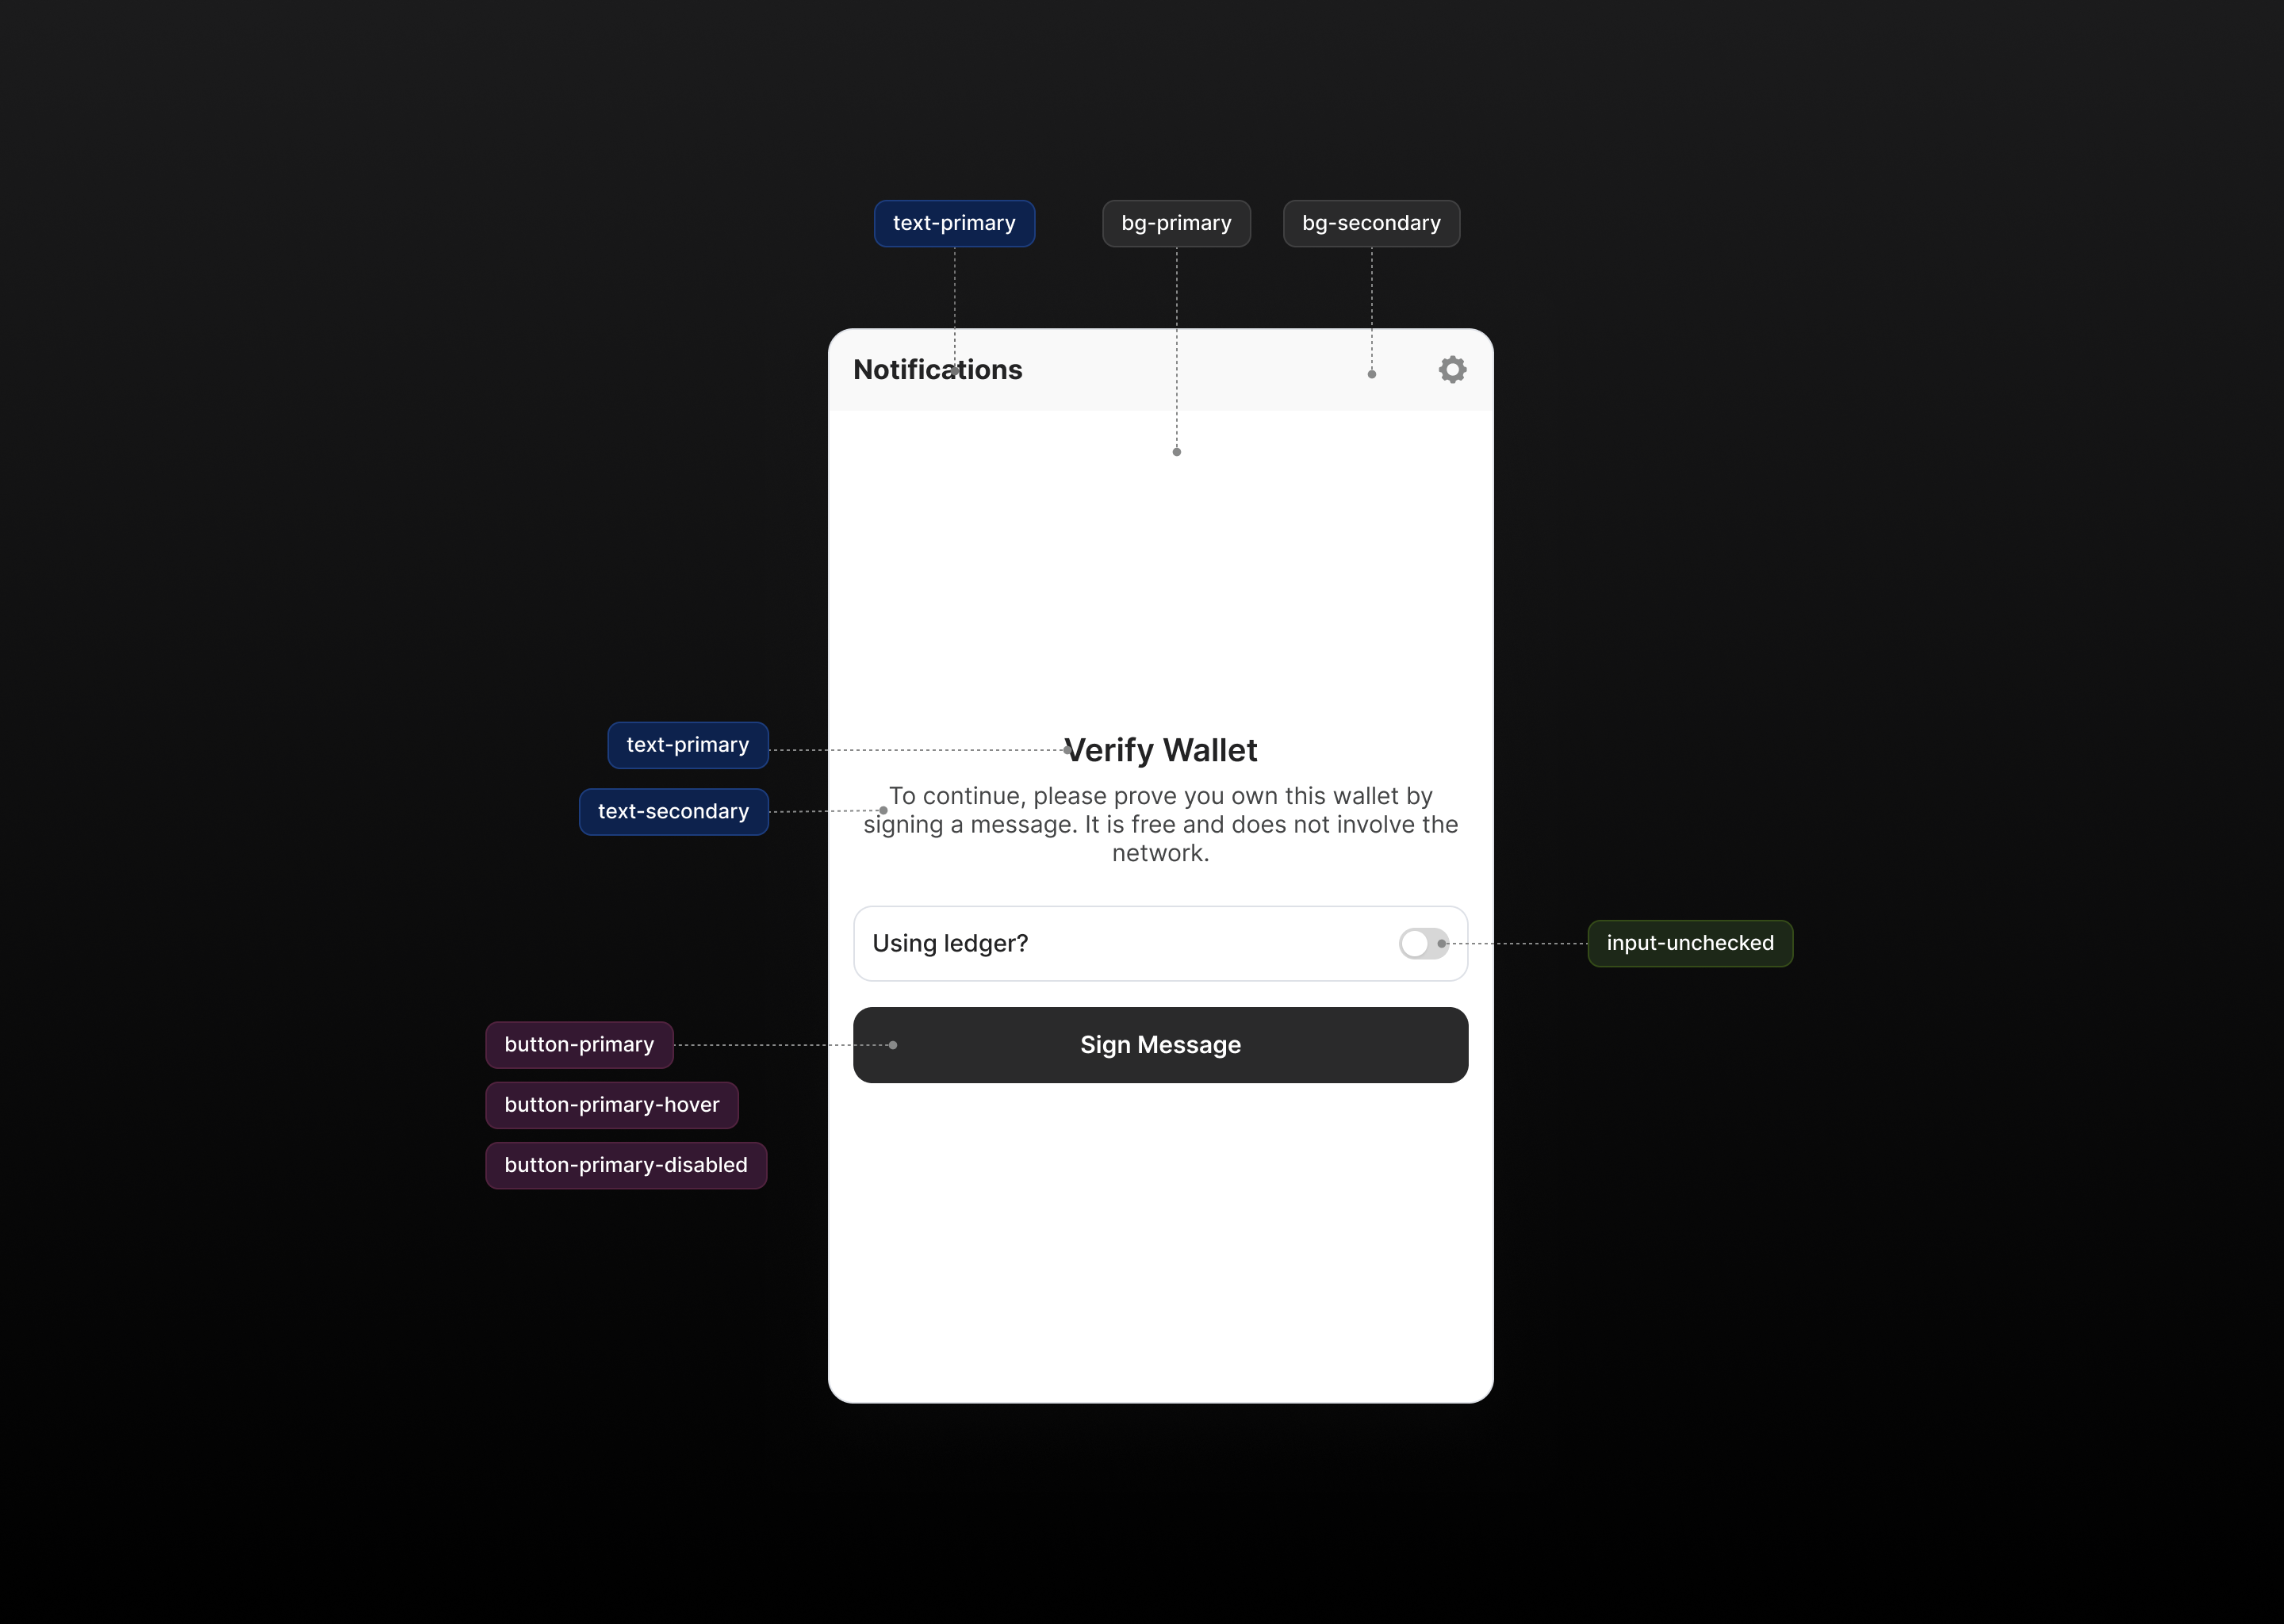 text-primary
bg-primary
bg-secondary
Notifications
text-primary
Verify Wallet
text-secondary
To continue, please prove you own this wallet by
signing a message. It is free and does not involve the
network.
Using ledger?
input-unchecked
button-primary
Sign Message
button-primary-hover
button-primary-disabled